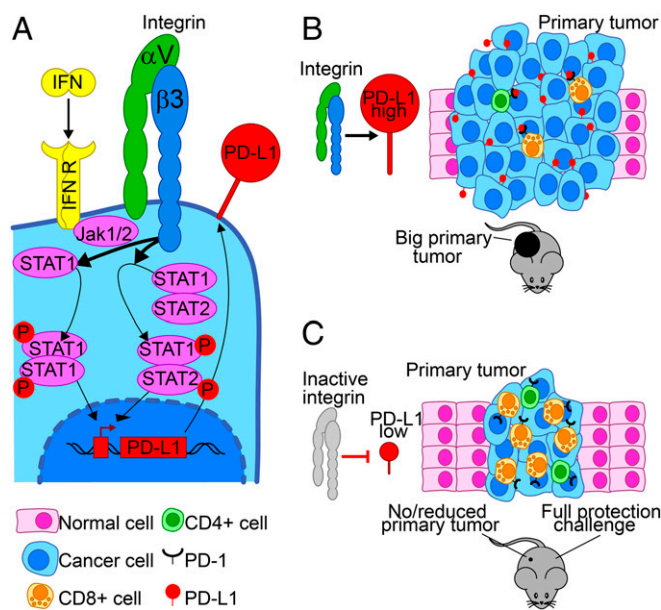 A
Integrin
αV
β3
IFN
IFN R
PD-L1
Jak1/2
STAT1
STAT1
STAT2
P
STAT1
STAT1
P
STAT1
P
STAT2
P
PD-L1
Normal cell
CD4+ cell
Cancer cell
PD-1
CD8+ cell
PD-L1
B
Primary tumor
Integrin
PD-L1
high
Big primary
tumor
C
Primary tumor
Inactive
integrin
PD-L1
low
No/reduced
primary tumor
Full protection
challenge